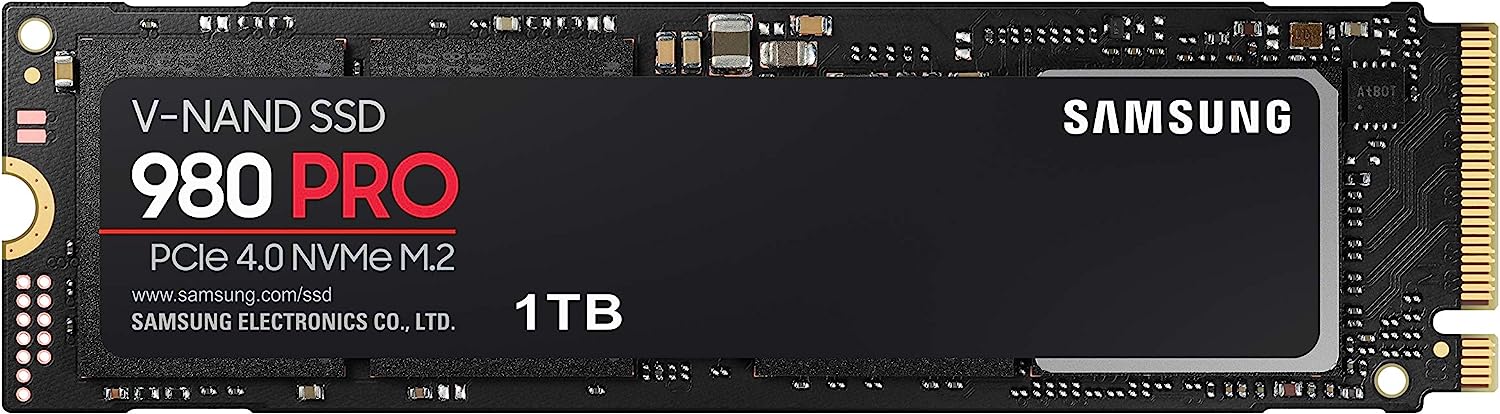 V-NAND SSD
980 PRO
PCIe 4.0 NVMe M.2
www.samsung.com/ssd
SAMSUNG ELECTRONICS CO., LTD.
1TB
SAMSUNG
AtBOT